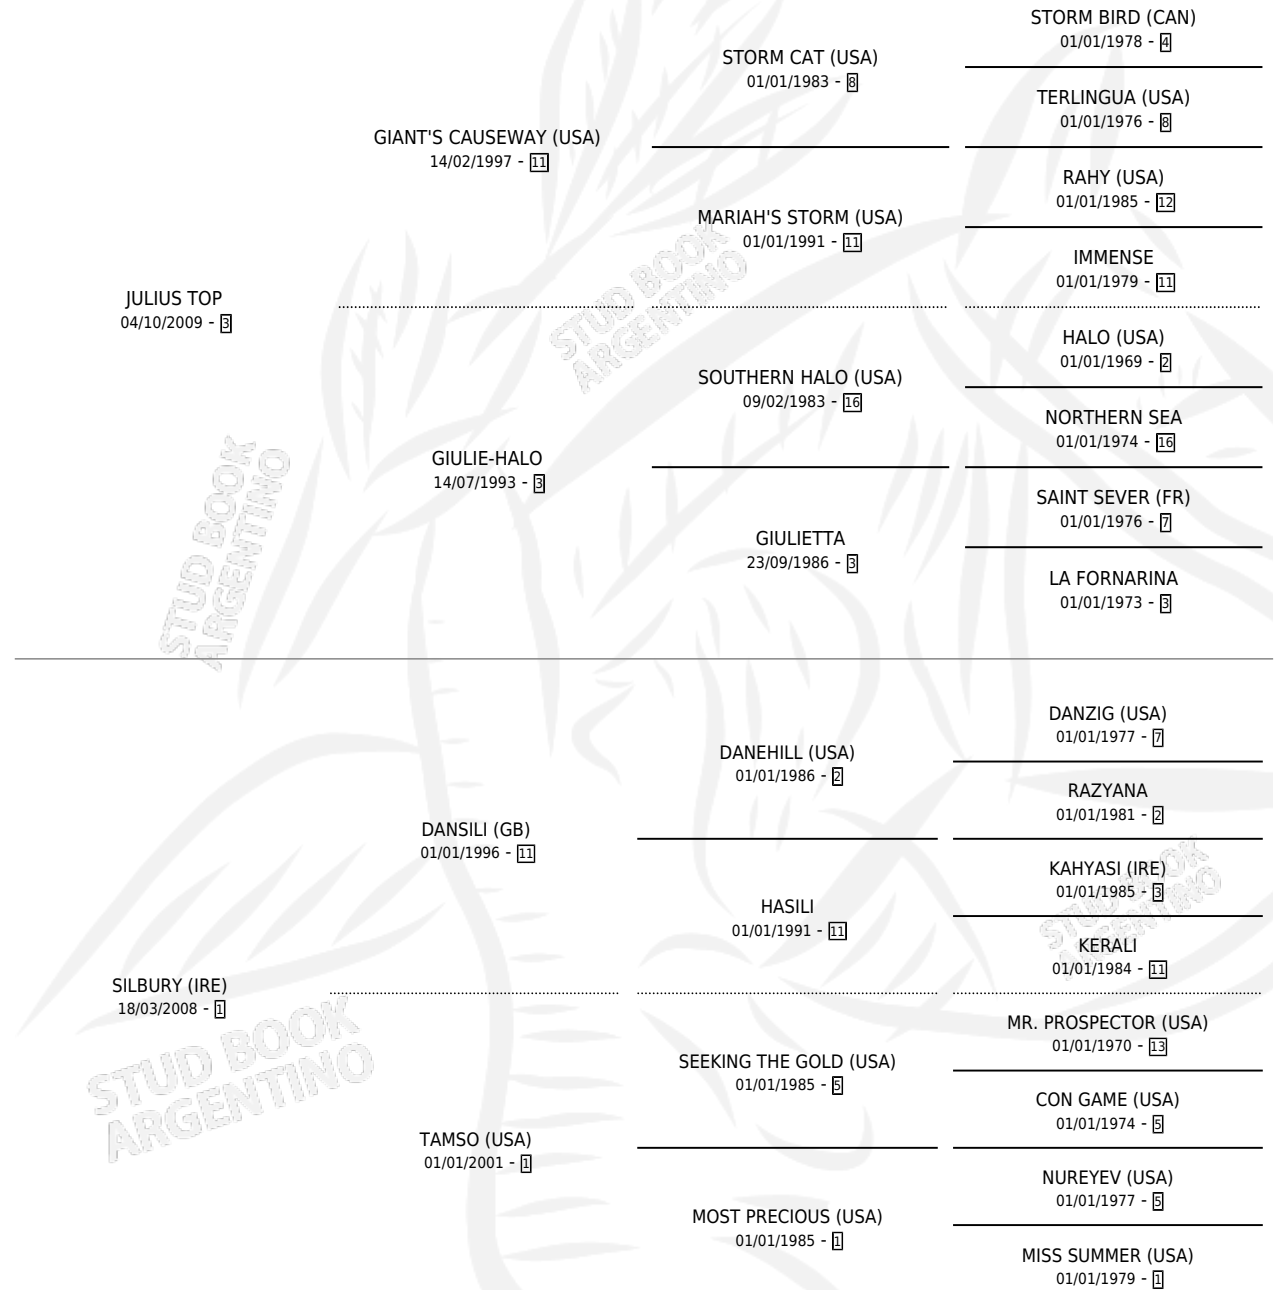 STORM BIRD (CAN)
01/01/1978 - 4
STORM CAT (USA)
01/01/1983 - 8
TERLINGUA (USA)
01/01/1976 - 8
GIANT'S CAUSEWAY (USA)
14/02/1997 - 11
RAHY (USA)
01/01/1985 - 12
MARIAH'S STORM (USA)
01/01/1991 - 11
IMMENSE
01/01/1979 - 11
JULIUS TOP
04/10/2009 - 3
STUD BOOK
ARGENTINO
HALO (USA)
01/01/1969 - 2
SOUTHERN HALO (USA)
09/02/1983 - 16
NORTHERN SEA
01/01/1974 - 16
GIULIE-HALO
14/07/1993 - 3
SAINT SEVER (FR)
01/01/1976 - 7
GIULIETTA
23/09/1986 - 3
LA FORNARINA
01/01/1973 - 3
STUD BOOK
ARGENTINO
DANZIG (USA)
01/01/1977 - 7
DANEHILL (USA)
01/01/1986 - 2
RAZYANA
01/01/1981 - 2
DANSILI (GB)
01/01/1996 - 11
KAHYASI (IRE)
01/01/1985 - 3
HASILI
01/01/1991 - 11
STUD BOOK
ARGENTINO
KERALI
01/01/1984 - 11
SILBURY (IRE)
18/03/2008 - 1
STUD BOOK
ARGENTINO
MR. PROSPECTOR (USA)
01/01/1970 - 13
SEEKING THE GOLD (USA)
01/01/1985 - 5
CON GAME (USA)
01/01/1974 - 5
TAMSO (USA)
01/01/2001 - 1
NUREYEV (USA)
01/01/1977 - 5
MOST PRECIOUS (USA)
01/01/1985 - 1
MISS SUMMER (USA)
01/01/1979 - 1